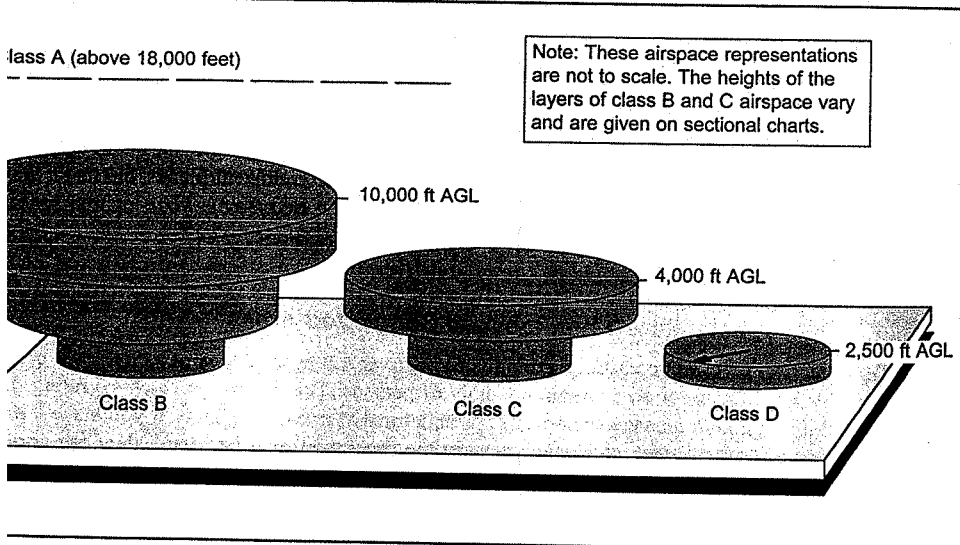 lass A (above 18,000 feet)
Note: These airspace representations
are not to scale. The heights of the
layers of class B and C airspace vary
and are given on sectional charts.
10,000 ft AGL
4,000 ft AGL
2,500 ft AGL
Class B
Class C
Class D